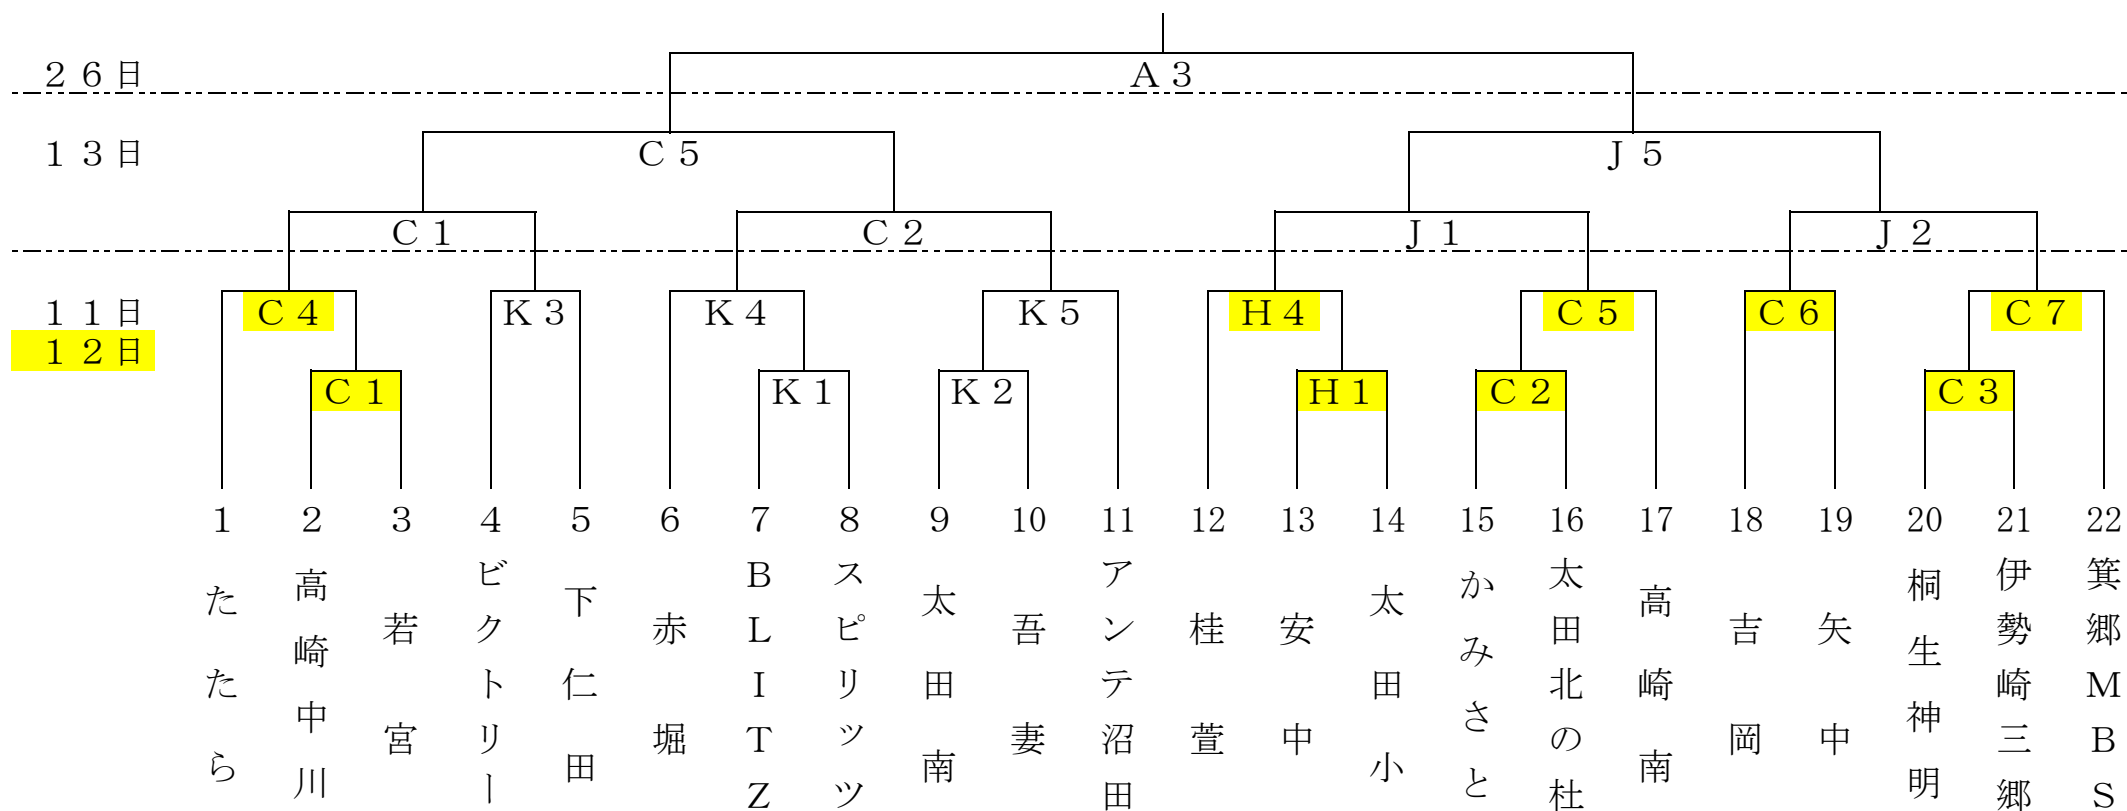 ２６日 Ａ３
１３日 Ｃ５ Ｊ５
Ｃ１ Ｃ２ Ｊ１ Ｊ２
１１日 Ｃ４ Ｋ３ Ｋ４ Ｋ５ Ｈ４ Ｃ５ Ｃ６ Ｃ７
１２日
Ｃ１ Ｋ１ Ｋ２ Ｈ１ Ｃ２ Ｃ３
１ ２ ３ ４ ５ ６ ７ ８ ９ 10 11 12 13 14 15 16 17 18 19 20 21 22
たたら
高崎中川
若宮
ビクトリー
下仁田
赤堀
ＢＬＩＴＺ
スピリッツ
太田南
吾妻
アンテ沼田
桂萱
安中
太田小
かみさと
太田北の杜
高崎南
吉岡
矢中
桐生神明
伊勢崎三郷
箕郷ＭＢＳ